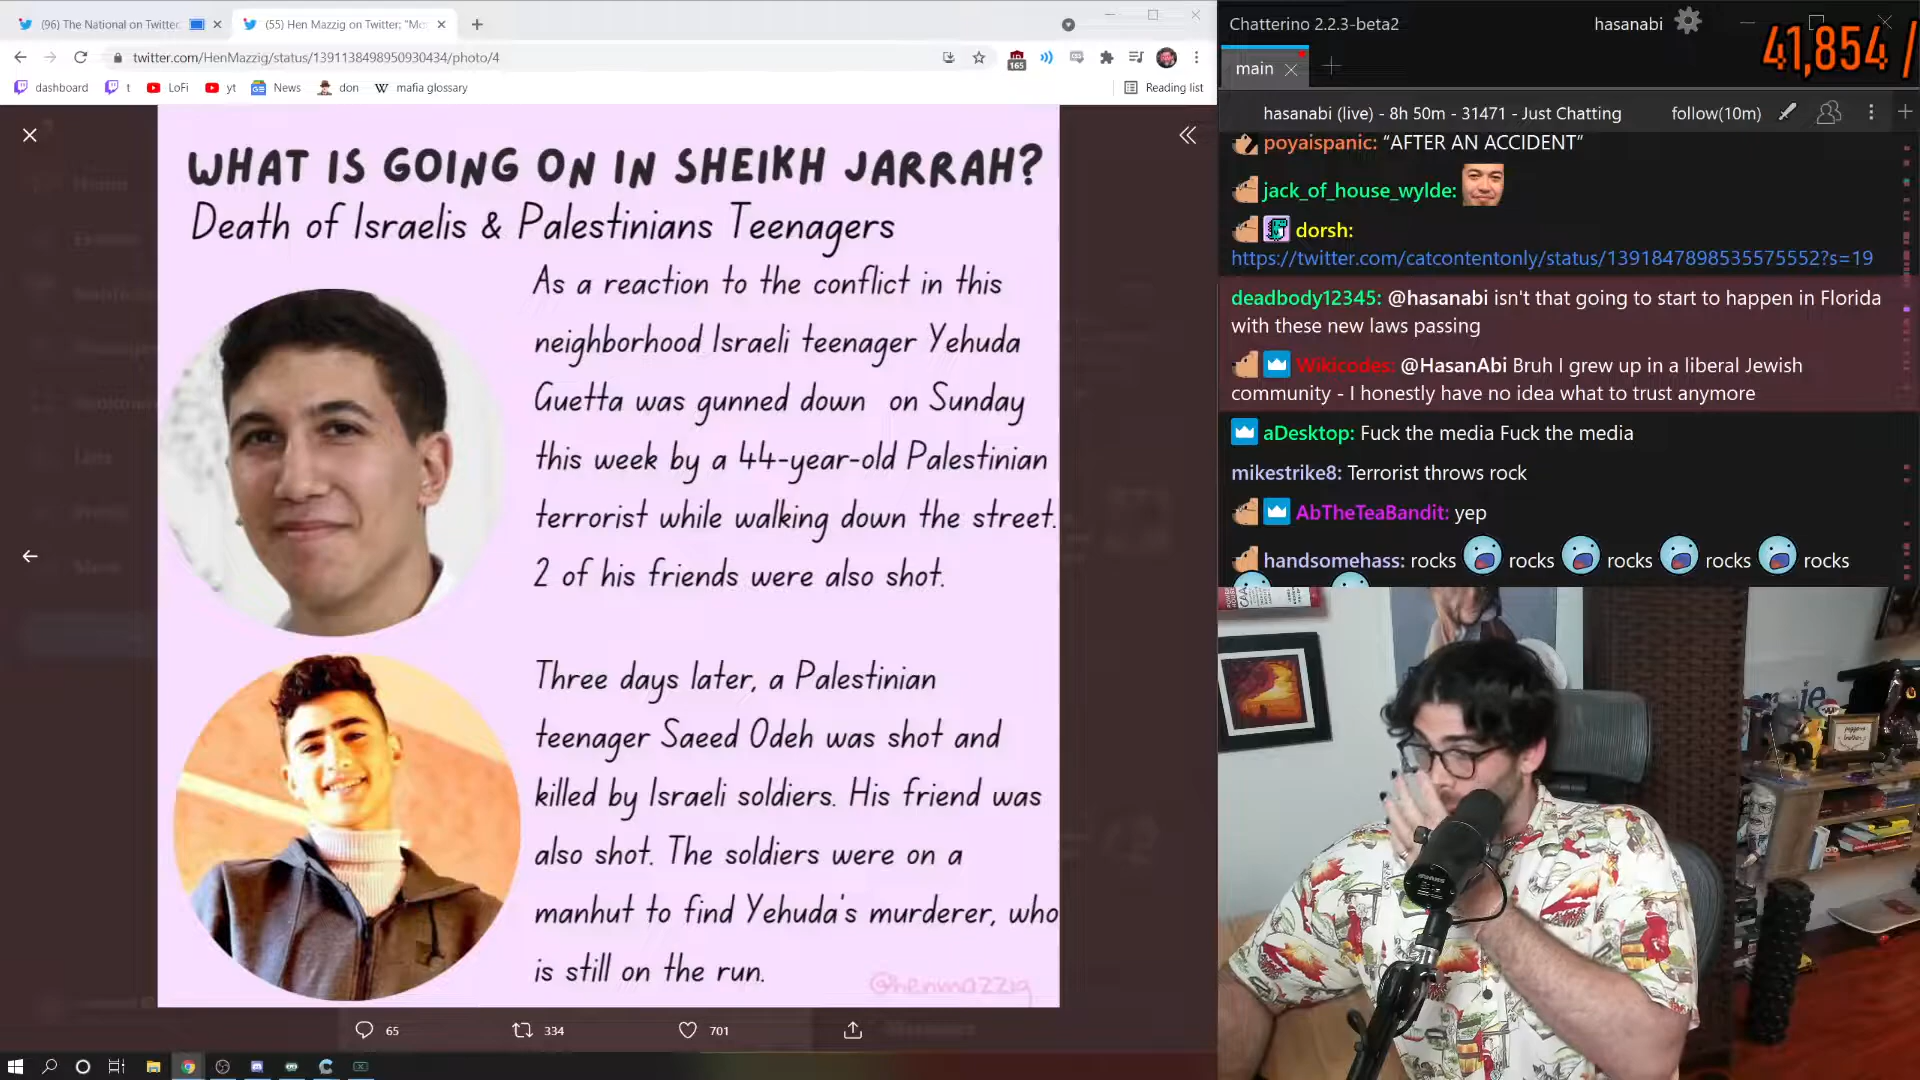 (96) The National on Twitter
(55) Hen Mazzig on Twitter: "Mo
twitter.com/HenMazzig/status/1391138498950930434/photo/4
165
dashboard
t
LoFi
yt
News
don
mafia glossary
Reading list
WHAT IS GOING ON IN SHEIKH JARRAH?
Death of Israelis & Palestinians Teenagers
As a reaction to the conflict in this
neighborhood Israeli teenager Yehuda
Guetta was gunned down on Sunday
this week by a 44-year-old Palestinian
terrorist while walking down the street.
2 of his friends were also shot.
Three days later, a Palestinian
teenager Saeed Odeh was shot and
killed by Israeli soldiers. His friend was
also shot. The soldiers were on a
manhut to find Yehuda's murderer, who
is still on the run.
@henmazzig
65
334
701
Chatterino 2.2.3-beta2
hasanabi
41,854 /
main
hasanabi (live) - 8h 50m - 31471 - Just Chatting
follow(10m)
poyaispanic: “AFTER AN ACCIDENT”
jack_of_house_wylde:
dorsh:
https://twitter.com/catcontentonly/status/1391847898535575552?s=19
deadbody12345: @hasanabi isn't that going to start to happen in Florida
with these new laws passing
Wikicodes: @HasanAbi Bruh I grew up in a liberal Jewish
community - I honestly have no idea what to trust anymore
aDesktop: Fuck the media Fuck the media
mikestrike8: Terrorist throws rock
AbTheTeaBandit: yep
handsomehass: rocks rocks rocks rocks rocks